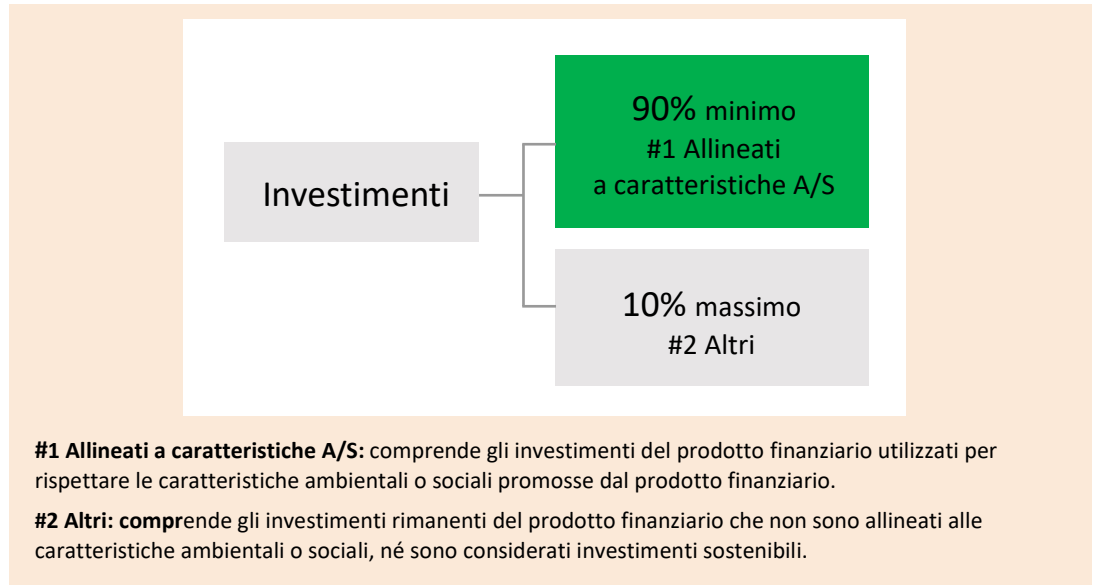 Investimenti
90% minimo
#1 Allineati
a caratteristiche A/S
10% massimo
#2 Altri
#1 Allineati a caratteristiche A/S: comprende gli investimenti del prodotto finanziario utilizzati per
rispettare le caratteristiche ambientali o sociali promosse dal prodotto finanziario.
#2 Altri: comprende gli investimenti rimanenti del prodotto finanziario che non sono allineati alle
caratteristiche ambientali o sociali, né sono considerati investimenti sostenibili.